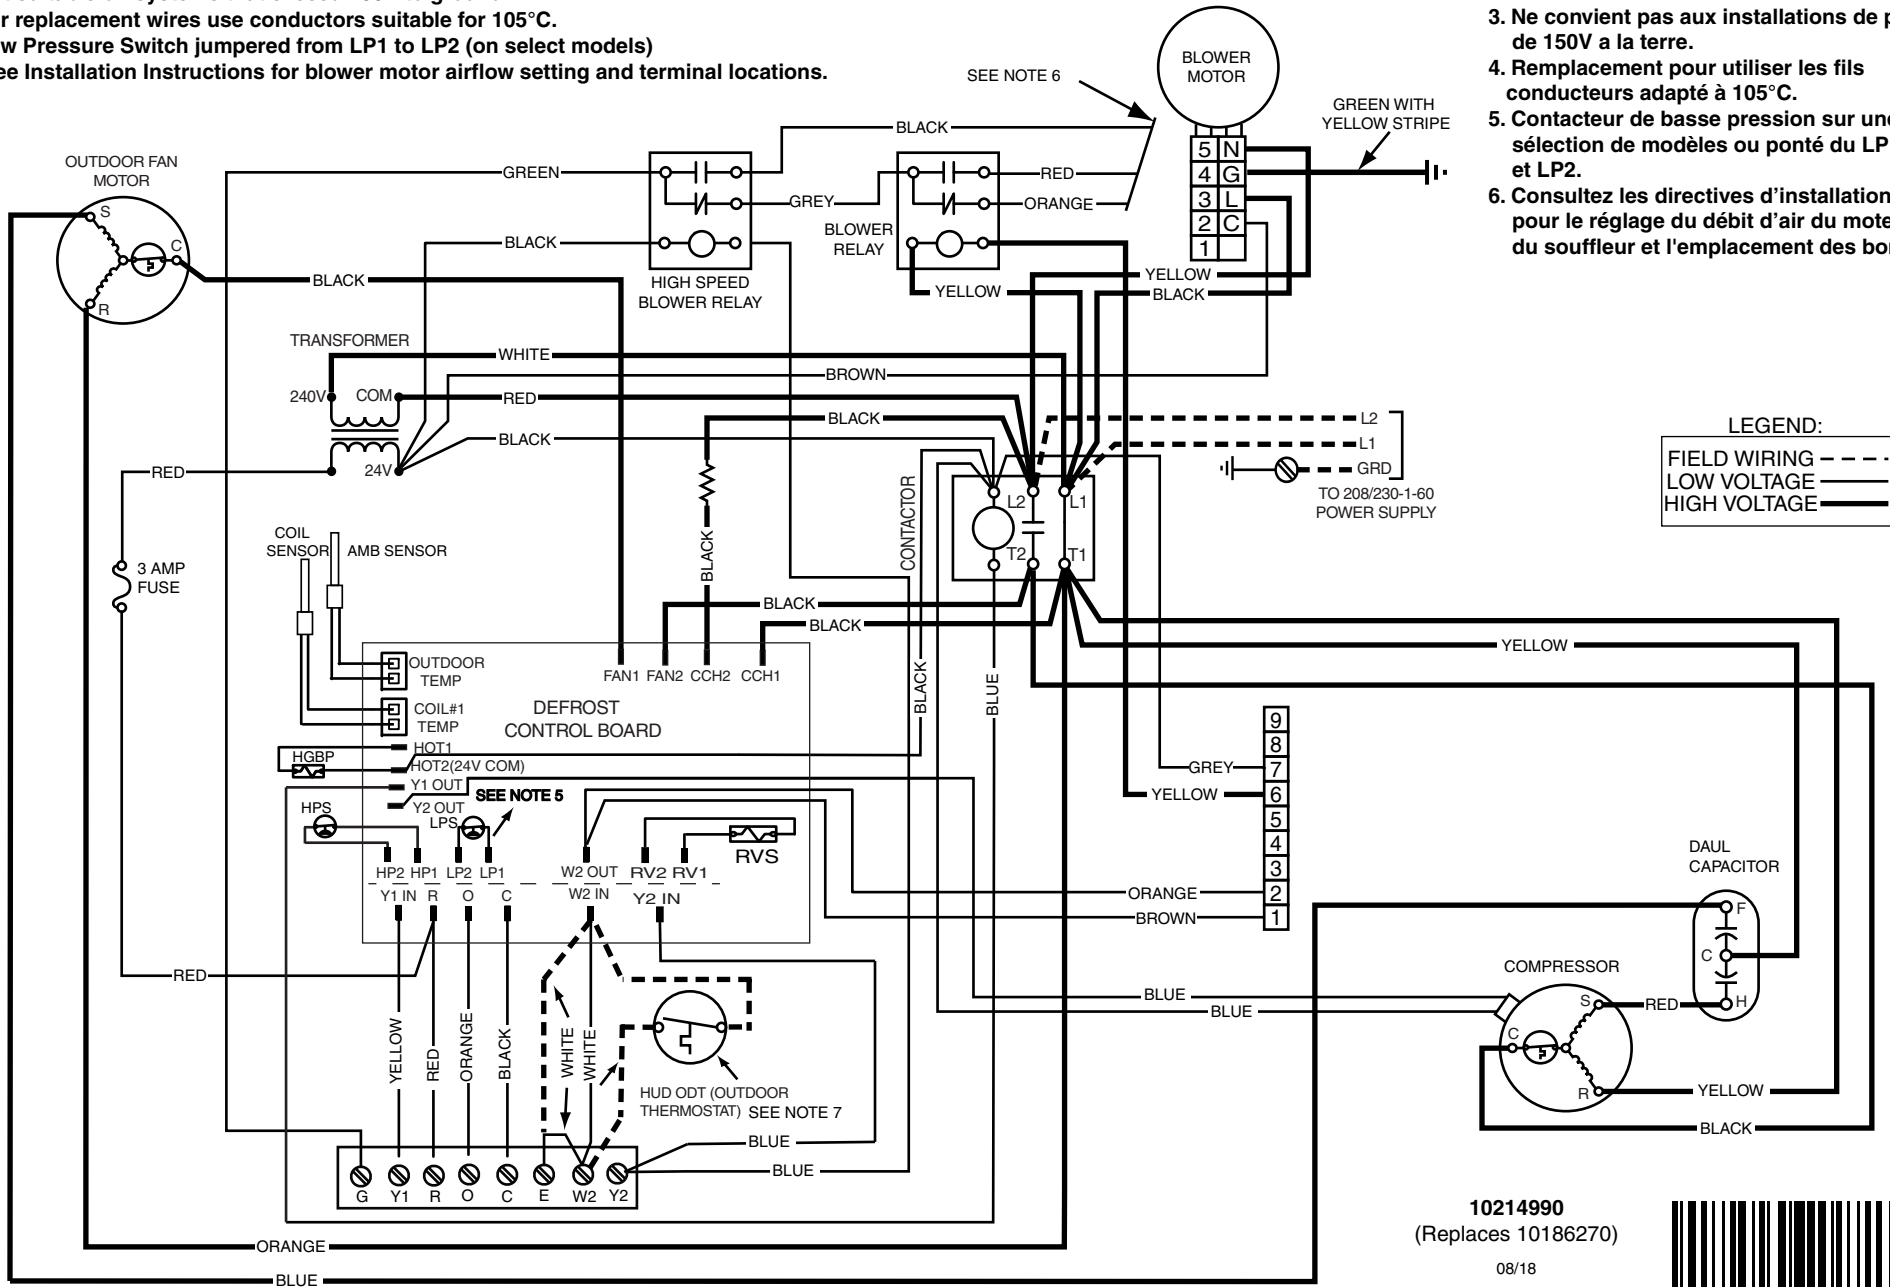 r replacement wires use conductors suitable for 105°C.
w Pressure Switch jumpered from LP1 to LP2 (on select models)
ee Installation Instructions for blower motor airflow setting and terminal locations.
3. Ne convient pas aux installations de p
de 150V a la terre.
4. Remplacement pour utiliser les fils
conducteurs adapté à 105°C.
5. Contacteur de basse pression sur une
sélection de modèles ou ponté du LP
et LP2.
6. Consultez les directives d'installation
pour le réglage du débit d'air du mote
du souffleur et l'emplacement des bor
SEE NOTE 6
BLOWER
MOTOR
GREEN WITH
YELLOW STRIPE
5 N
4 G
3 L
2 C
1
OUTDOOR FAN
MOTOR
S
C
R
GREEN
BLACK
GREY
RED
ORANGE
BLACK
BLOWER
RELAY
HIGH SPEED
BLOWER RELAY
BLACK
YELLOW
YELLOW
BLACK
TRANSFORMER
WHITE
BROWN
240V
COM
RED
BLACK
BLACK
24V
RED
L2
L1
GRD
TO 208/230-1-60
POWER SUPPLY
LEGEND:
FIELD WIRING
LOW VOLTAGE
HIGH VOLTAGE
CONTACTOR
L2
L1
T2
T1
COIL
SENSOR
AMB SENSOR
3 AMP
FUSE
BLACK
BLACK
BLACK
YELLOW
OUTDOOR
TEMP
COIL#1
TEMP
FAN1 FAN2 CCH2 CCH1
DEFROST
CONTROL BOARD
BLACK
BLUE
HGBP
HOT1
HOT2(24V COM)
Y1 OUT
Y2 OUT
SEE NOTE 5
HPS
LPS
RVS
HP2 HP1 LP2 LP1
W2 OUT
RV2 RV1
Y1 IN R O C
W2 IN
Y2 IN
9
8
7
6
5
4
3
2
1
GREY
YELLOW
ORANGE
BROWN
DAUL
CAPACITOR
F
C
H
RED
COMPRESSOR
S
C
R
RED
BLUE
BLUE
YELLOW
BLACK
YELLOW
RED
ORANGE
BLACK
WHITE
WHITE
HUD ODT (OUTDOOR
THERMOSTAT) SEE NOTE 7
BLUE
BLUE
G Y1 R O C E W2 Y2
ORANGE
BLUE
10214990
(Replaces 10186270)
08/18